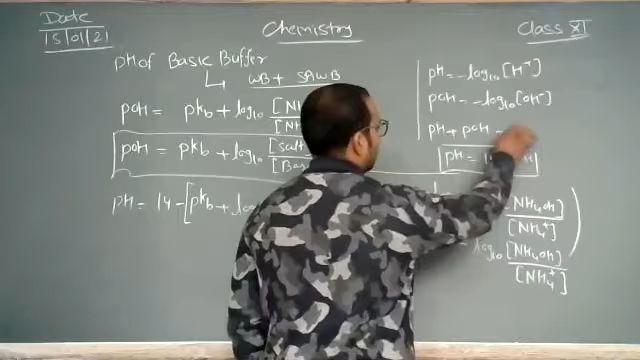 Date
15/01/21
Chemistry
Class XI
pH of Basic Buffer
↳ WB + SAWB
pOH = pKb + log10 [NH
[NH
pOH = pKb + log10 [Salt
[Bas
pH = 14 - [pKb + log
pH = -log10 [H+]
pOH = -log10 [OH-]
pH + pOH =
pH = 1
NH4OH]
[NH4+]
log10 [NH4OH]
[NH4+]